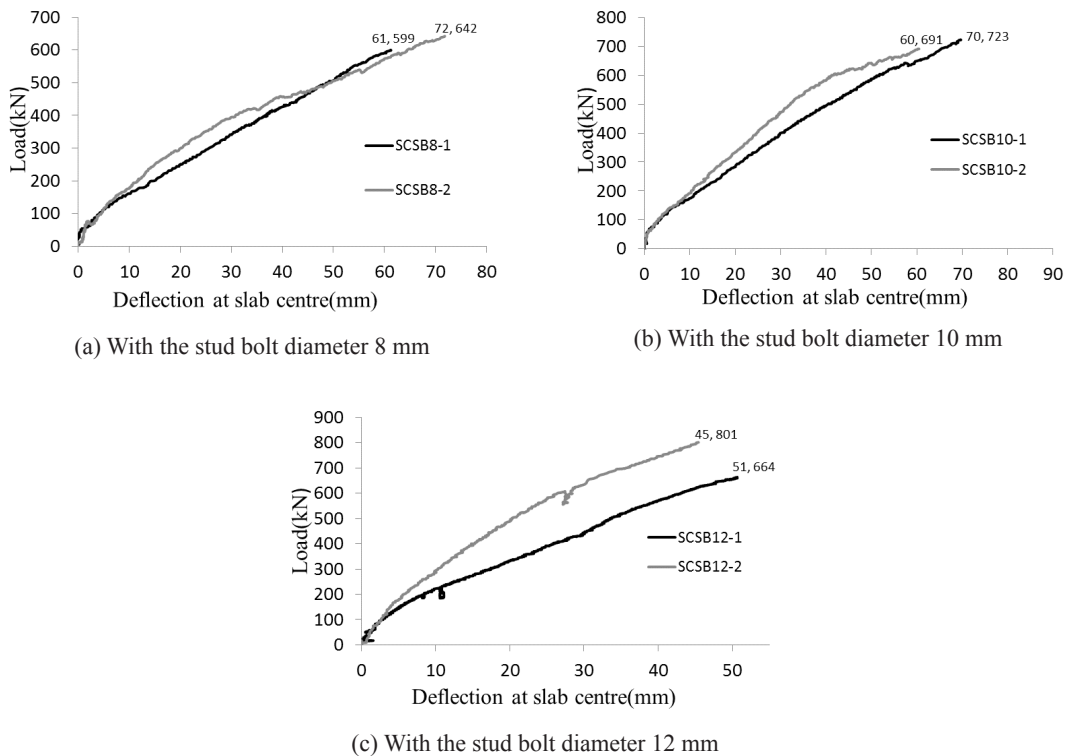 700
600
500
400
300
200
100
0
Load(kN)
61, 599
72, 642
SCSB8-1
SCSB8-2
0 10 20 30 40 50 60 70 80
Deflection at slab centre(mm)
(a) With the stud bolt diameter 8 mm
800
700
600
500
400
300
200
100
0
Load(kN)
60, 691
70, 723
SCSB10-1
SCSB10-2
0 10 20 30 40 50 60 70 80 90
Deflection at slab centre(mm)
(b) With the stud bolt diameter 10 mm
900
800
700
600
500
400
300
200
100
0
Load(kN)
45, 801
51, 664
SCSB12-1
SCSB12-2
0 10 20 30 40 50
Deflection at slab centre(mm)
(c) With the stud bolt diameter 12 mm